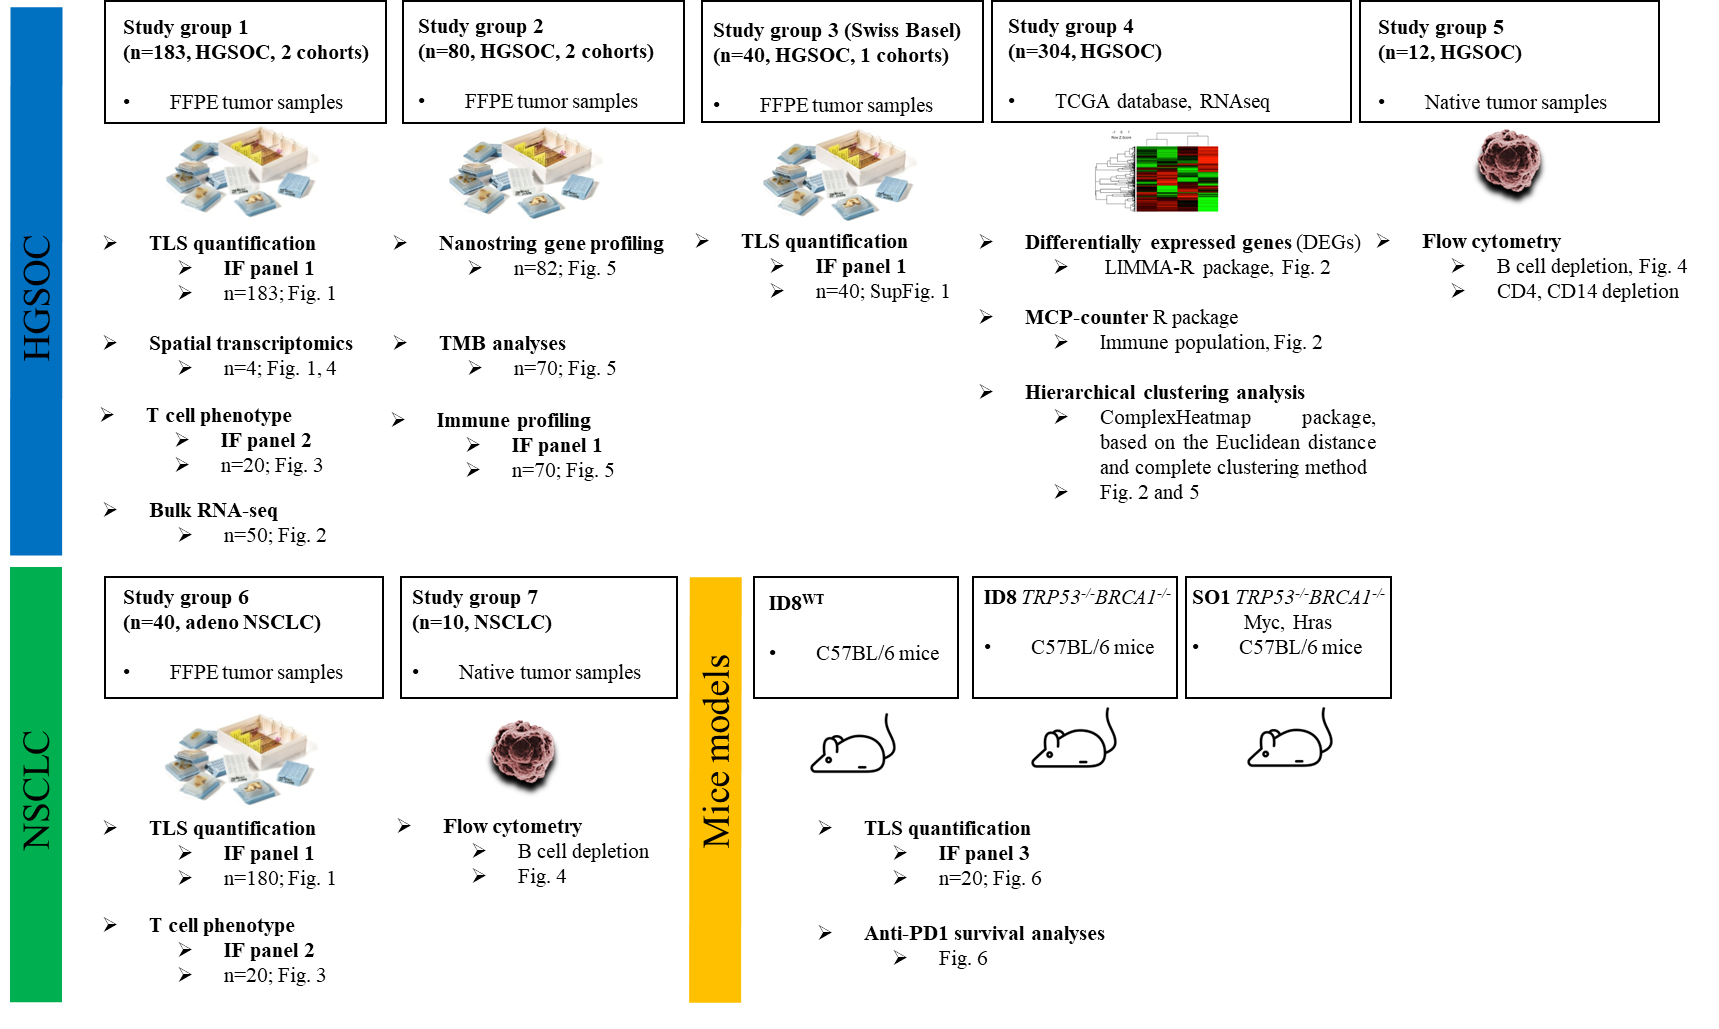 HGSOC
Study group 1
(n=183, HGSOC, 2 cohorts)
• FFPE tumor samples
➢ TLS quantification
➢ IF panel 1
➢ n=183; Fig. 1
➢ Spatial transcriptomics
➢ n=4; Fig. 1, 4
➢ T cell phenotype
➢ IF panel 2
➢ n=20; Fig. 3
➢ Bulk RNA-seq
➢ n=50; Fig. 2
Study group 2
(n=80, HGSOC, 2 cohorts)
• FFPE tumor samples
➢ Nanostring gene profiling
➢ n=82; Fig. 5
➢ TMB analyses
➢ n=70; Fig. 5
➢ Immune profiling
➢ IF panel 1
➢ n=70; Fig. 5
Study group 3 (Swiss Basel)
(n=40, HGSOC, 1 cohorts)
• FFPE tumor samples
➢ TLS quantification
➢ IF panel 1
➢ n=40; SupFig. 1
Study group 4
(n=304, HGSOC)
• TCGA database, RNAseq
➢ Differentially expressed genes (DEGs)
➢ LIMMA-R package, Fig. 2
➢ MCP-counter R package
➢ Immune population, Fig. 2
➢ Hierarchical clustering analysis
➢ ComplexHeatmap package,
based on the Euclidean distance
and complete clustering method
➢ Fig. 2 and 5
Study group 5
(n=12, HGSOC)
• Native tumor samples
➢ Flow cytometry
➢ B cell depletion, Fig. 4
➢ CD4, CD14 depletion
NSCLC
Study group 6
(n=40, adeno NSCLC)
• FFPE tumor samples
➢ TLS quantification
➢ IF panel 1
➢ n=180; Fig. 1
➢ T cell phenotype
➢ IF panel 2
➢ n=20; Fig. 3
Study group 7
(n=10, NSCLC)
• Native tumor samples
➢ Flow cytometry
➢ B cell depletion
➢ Fig. 4
Mice models
ID8WT
• C57BL/6 mice
ID8 TRP53-/-BRCA1-/-
• C57BL/6 mice
SO1 TRP53-/-BRCA1-/-
Myc, Hras
• C57BL/6 mice
➢ TLS quantification
➢ IF panel 3
➢ n=20; Fig. 6
➢ Anti-PD1 survival analyses
➢ Fig. 6